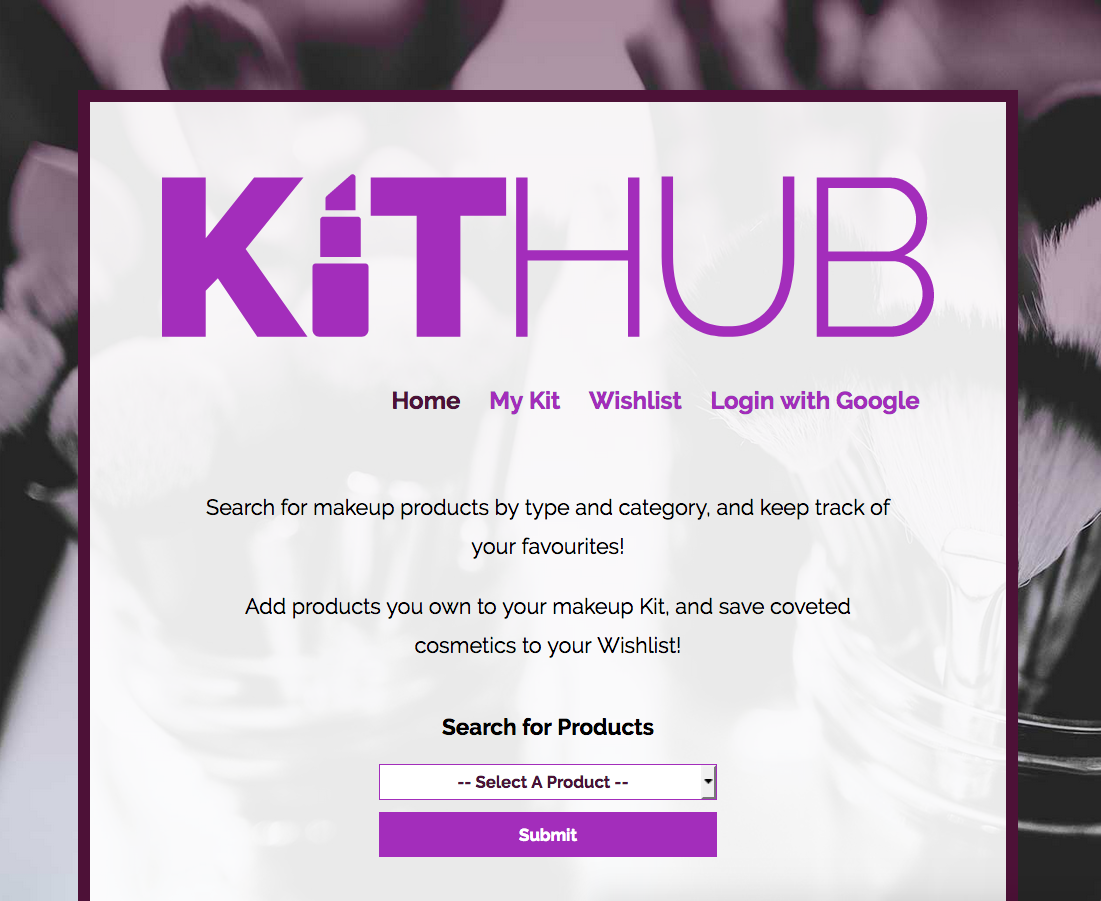 KiTHUB
Home My Kit Wishlist Login with Google
Search for makeup products by type and category, and keep track of
your favourites!
Add products you own to your makeup Kit, and save coveted
cosmetics to your Wishlist!
Search for Products
-- Select A Product --
Submit